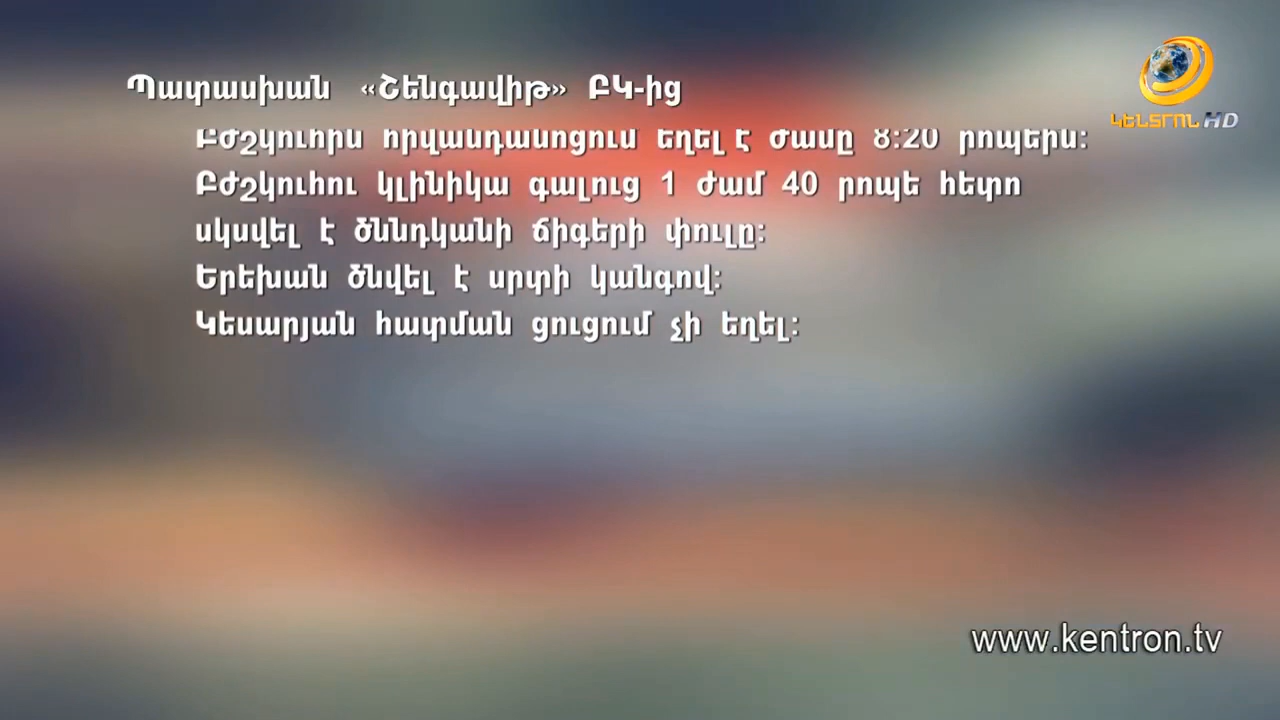 Պատասխան «Շենգավիթ» ԲԿ-ից
ԿԵՆՏՐՈՆ HD
Բժշկուհին հիվանդանոցում եղել է ժամը 8:20 րոպեին:
Բժշկուհու կլինիկա գալուց 1 ժամ 40 րոպե հետո
սկսվել է ծննդկանի ճիգերի փուլը:
Երեխան ծնվել է սրտի կանգով:
Կեսարյան հատման ցուցում չի եղել:
www.kentron.tv